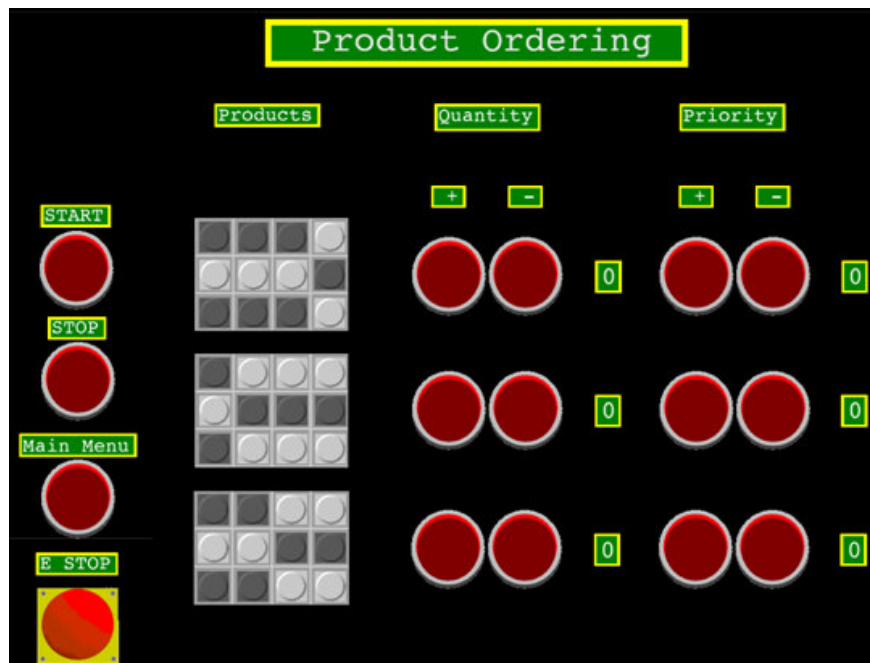 Product Ordering
Products Quantity Priority
+ - + -
START
0 0
STOP
0 0
Main Menu
0 0
E STOP